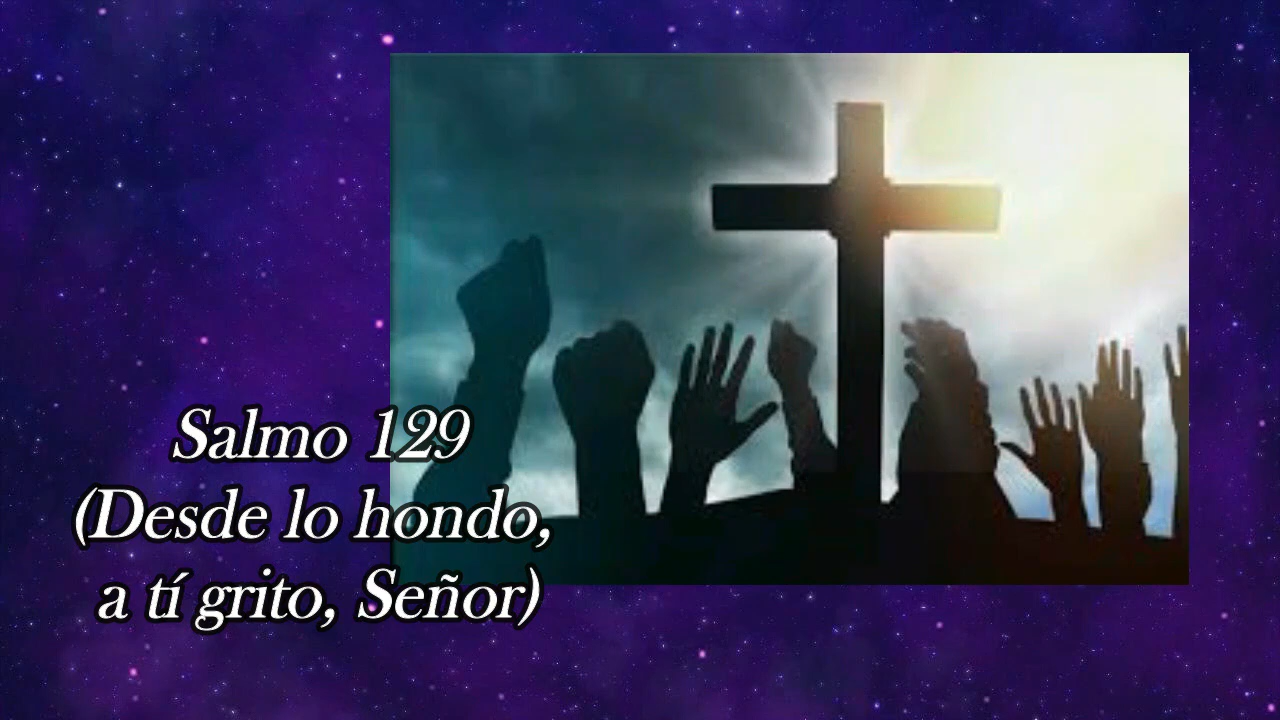 Salmo 129
(Desde lo hondo,
a tí grito, Señor)